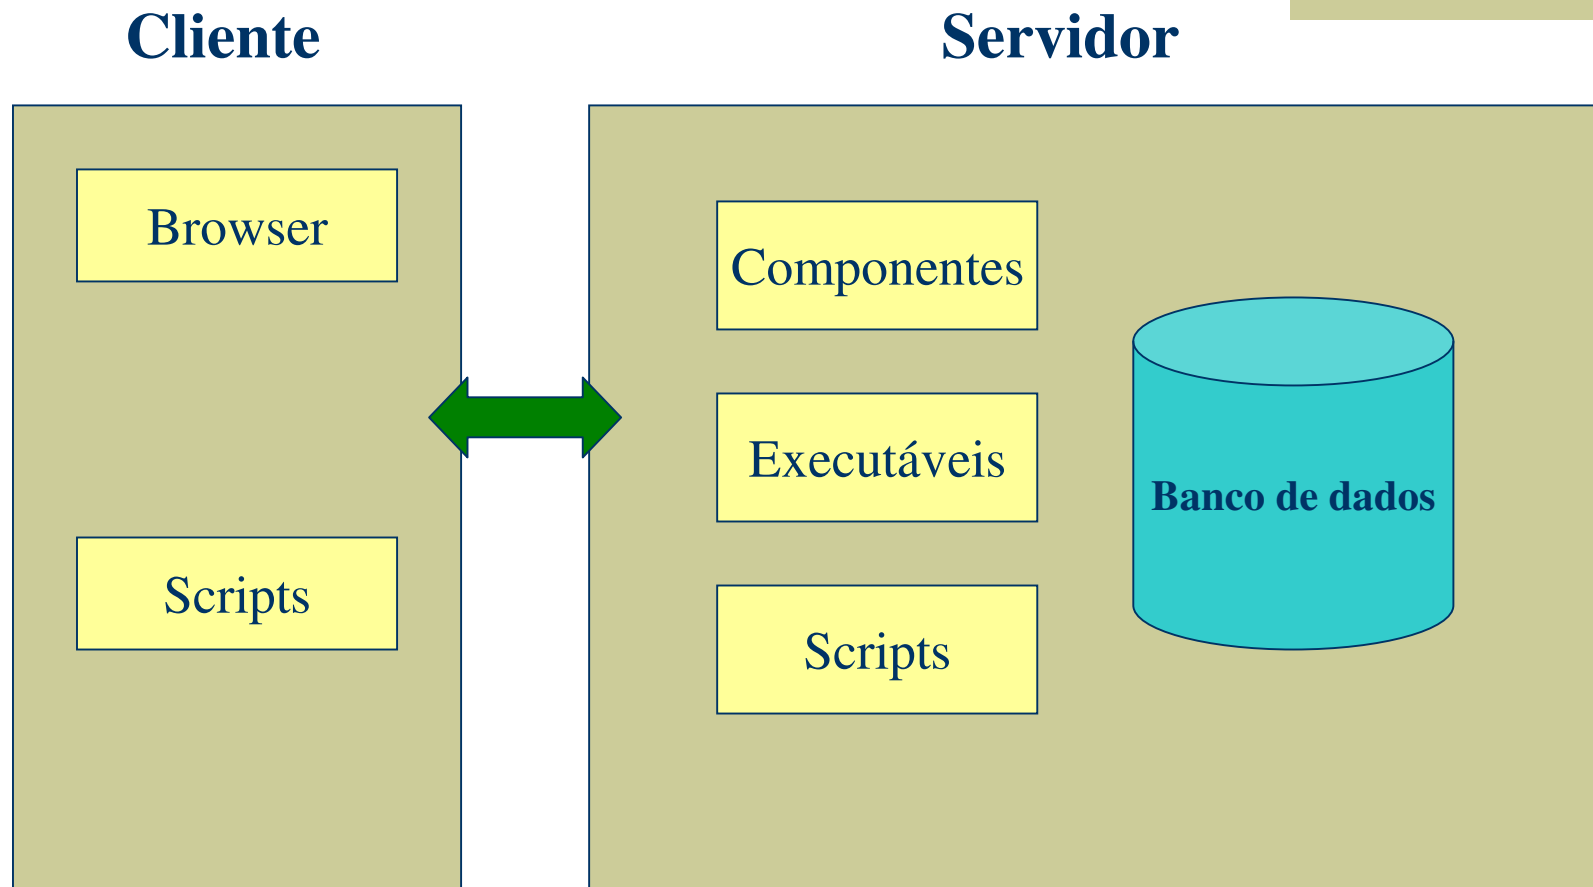 Cliente
Servidor
Browser
Scripts
Componentes
Executáveis
Scripts
Banco de dados